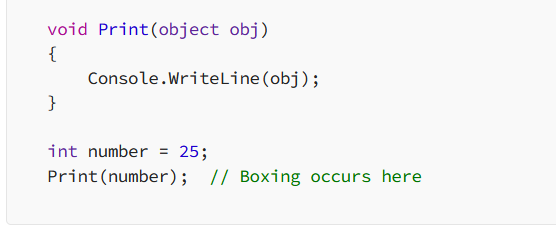 void Print(object obj)
{
    Console.WriteLine(obj);
}
int number = 25;
Print(number);  // Boxing occurs here